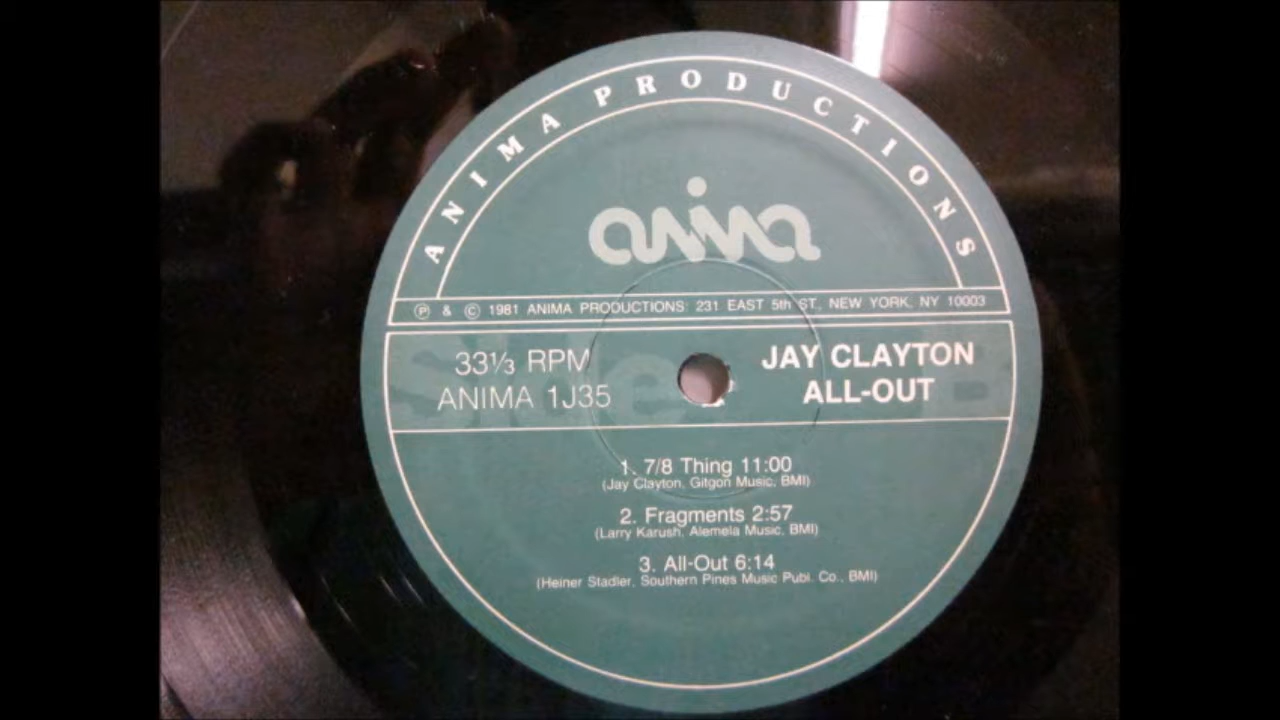 ANIMA PRODUCTIONS
anima
Ⓟ & © 1981 ANIMA PRODUCTIONS 231 EAST 5th ST., NEW YORK, NY 10003
33⅓ RPM
ANIMA 1J35
JAY CLAYTON
ALL-OUT
Side
1. 7/8 Thing 11:00
(Jay Clayton, Gitgon Music, BMI)
2. Fragments 2:57
(Larry Karush, Alemela Music, BMI)
3. All-Out 6:14
(Heiner Stadler, Southern Pines Music Publ. Co., BMI)